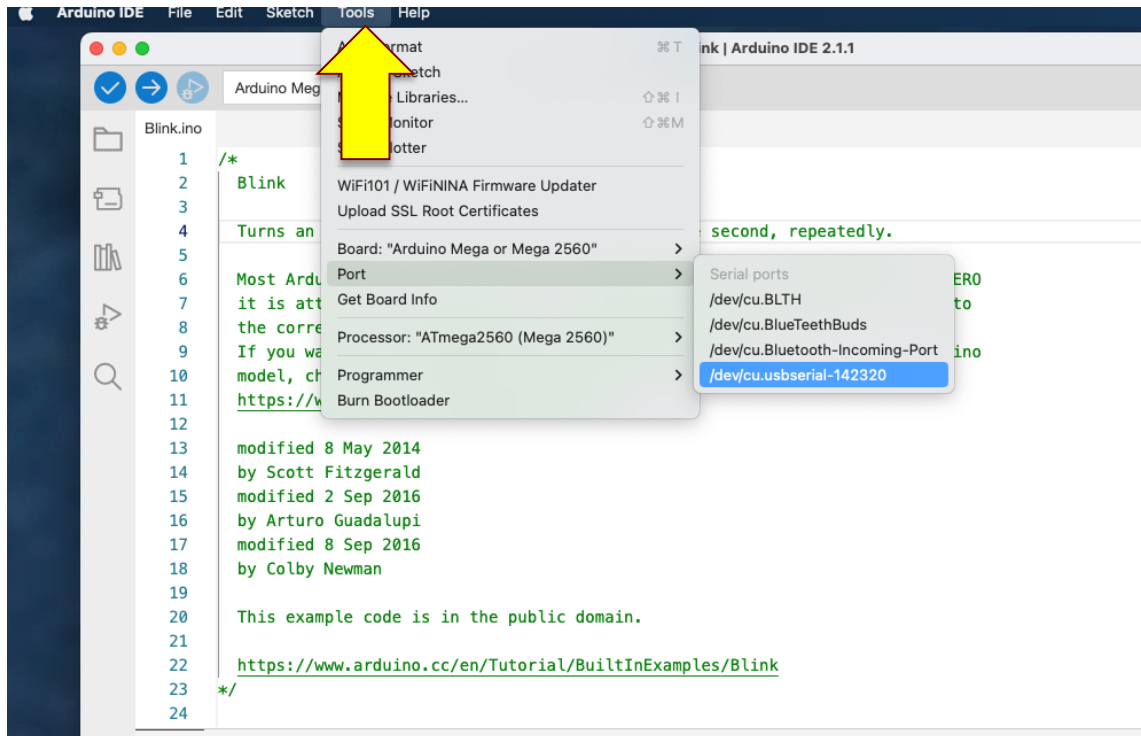 Arduino IDE File Edit Sketch Tools Help
ink | Arduino IDE 2.1.1
Arduino Meg
ormat ⌘ T
ketch
Libraries... ⇧ ⌘ I
onitor ⇧ ⌘ M
otter
WiFi101 / WiFiNINA Firmware Updater
Upload SSL Root Certificates
Board: "Arduino Mega or Mega 2560"
Port
Get Board Info
Processor: "ATmega2560 (Mega 2560)"
Programmer
Burn Bootloader
Serial ports
/dev/cu.BLTH
/dev/cu.BlueTeethBuds
/dev/cu.Bluetooth-Incoming-Port
/dev/cu.usbserial-142320
Blink.ino
1 /*
2 Blink
3
4 Turns an second, repeatedly.
5
6 Most Ardu ERO
7 it is att to
8 the corre
9 If you wa ino
10 model, ch
11 https://w
12
13 modified 8 May 2014
14 by Scott Fitzgerald
15 modified 2 Sep 2016
16 by Arturo Guadalupi
17 modified 8 Sep 2016
18 by Colby Newman
19
20 This example code is in the public domain.
21
22 https://www.arduino.cc/en/Tutorial/BuiltInExamples/Blink
23 */
24